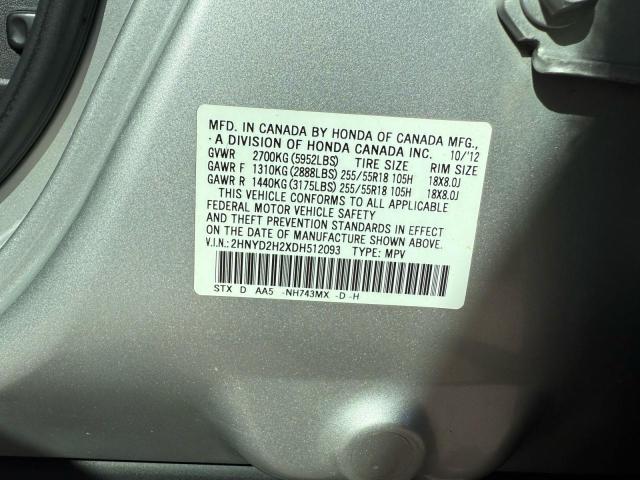 MFD. IN CANADA BY HONDA OF CANADA MFG.,
·A DIVISION OF HONDA CANADA INC. 10/'12
GVWR 2700KG (5952LBS) TIRE SIZE RIM SIZE
GAWR F 1310KG (2888LBS) 255/55R18 105H 18X8.0J
GAWR R 1440KG (3175LBS) 255/55R18 105H 18X8.0J
THIS VEHICLE CONFORMS TO ALL APPLICABLE
FEDERAL MOTOR VEHICLE SAFETY
AND THEFT PREVENTION STANDARDS IN EFFECT
ON THE DATE OF MANUFACTURE SHOWN ABOVE.
V.I.N.: 2HNYD2H2XDH512093 TYPE: MPV
STX D AA5 -NH743MX -D -H